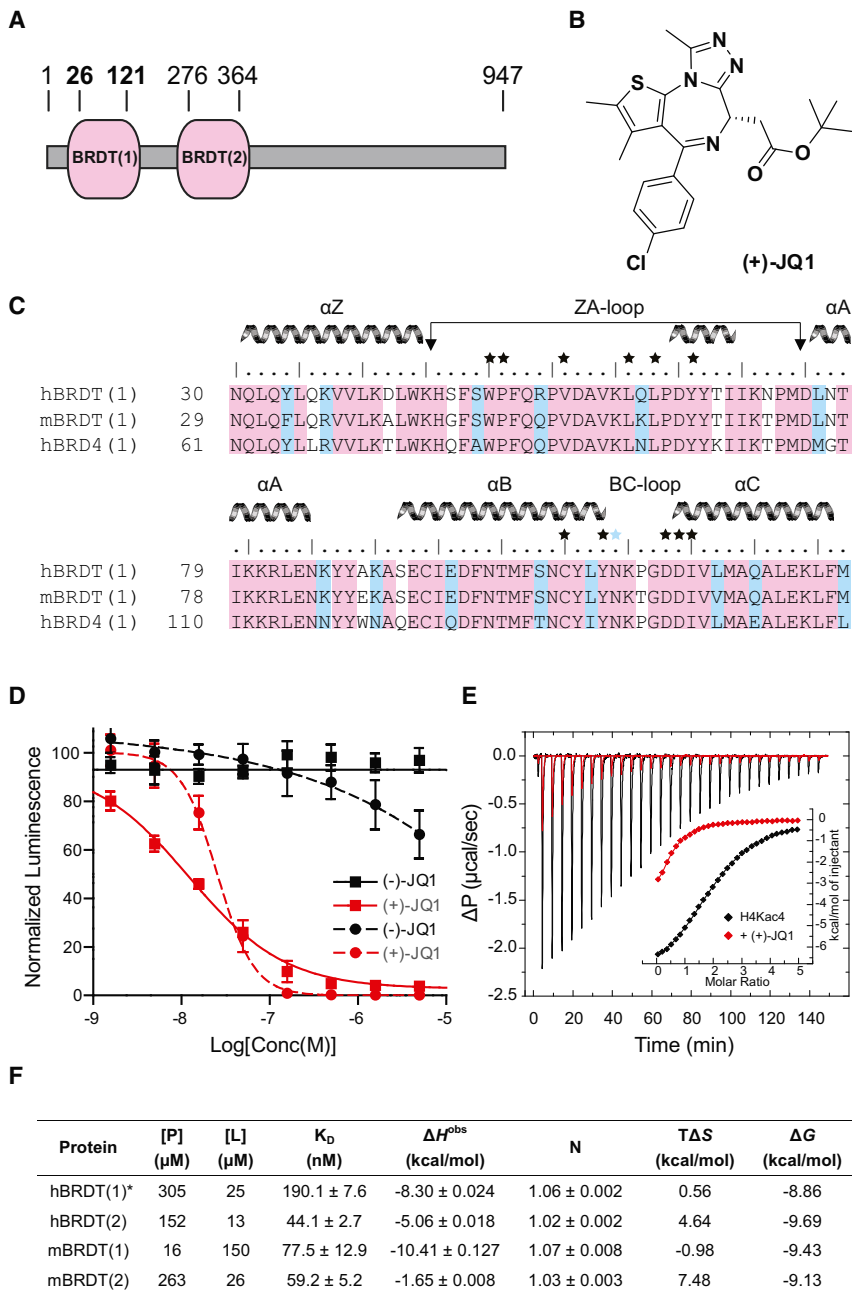 A
1 26 121 276 364 947
BRDT(1) BRDT(2)
B
N
N
N
S
N
O
O
Cl
(+)-JQ1
C
αZ ZA-loop αA
hBRDT(1) 30 NQLQYLQKVVLKDLWKHSFSWPFQRPVDAVKLQLPDYYTIIKNPMDLNT
mBRDT(1) 29 NQLQFLQRVVLKALWKHGFSWPFQQPVDAVKLKLPDYYTIIKTPMDLNT
hBRD4(1) 61 NQLQYLLRVVLKTLWKHQFAWPFQQPVDAVKLNLPDYYKIIKTPMDMGT
αA αB BC-loop αC
hBRDT(1) 79 IKKRLENKYYAKASECIEDFNTMFSNCYLYNKPGDDIVLMAQALEKLFM
mBRDT(1) 78 IKKRLENKYYEKASECIEDFNTMFSNCYLYNKTGDDIVVMAQALEKLFM
hBRD4(1) 110 IKKRLENNYYWNAQECIQDFNTMFTNCYIYNKPGDDIVLMAEALEKLFL
D
Normalized Luminescence
100
80
60
40
20
0
(-)-JQ1
(+)-JQ1
(-)-JQ1
(+)-JQ1
-9 -8 -7 -6 -5
Log[Conc(M)]
E
ΔP (μcal/sec)
0.0
-0.5
-1.0
-1.5
-2.0
-2.5
0
-1
-2
-3
-4
-5
-6
kcal/mol of injectant
H4Kac4
+ (+)-JQ1
0 1 2 3 4 5
Molar Ratio
0 20 40 60 80 100 120 140
Time (min)
F
Protein [P] (μM) [L] (μM) KD (nM) ΔHobs (kcal/mol) N TΔS (kcal/mol) ΔG (kcal/mol)
hBRDT(1)* 305 25 190.1 ± 7.6 -8.30 ± 0.024 1.06 ± 0.002 0.56 -8.86
hBRDT(2) 152 13 44.1 ± 2.7 -5.06 ± 0.018 1.02 ± 0.002 4.64 -9.69
mBRDT(1) 16 150 77.5 ± 12.9 -10.41 ± 0.127 1.07 ± 0.008 -0.98 -9.43
mBRDT(2) 263 26 59.2 ± 5.2 -1.65 ± 0.008 1.03 ± 0.003 7.48 -9.13